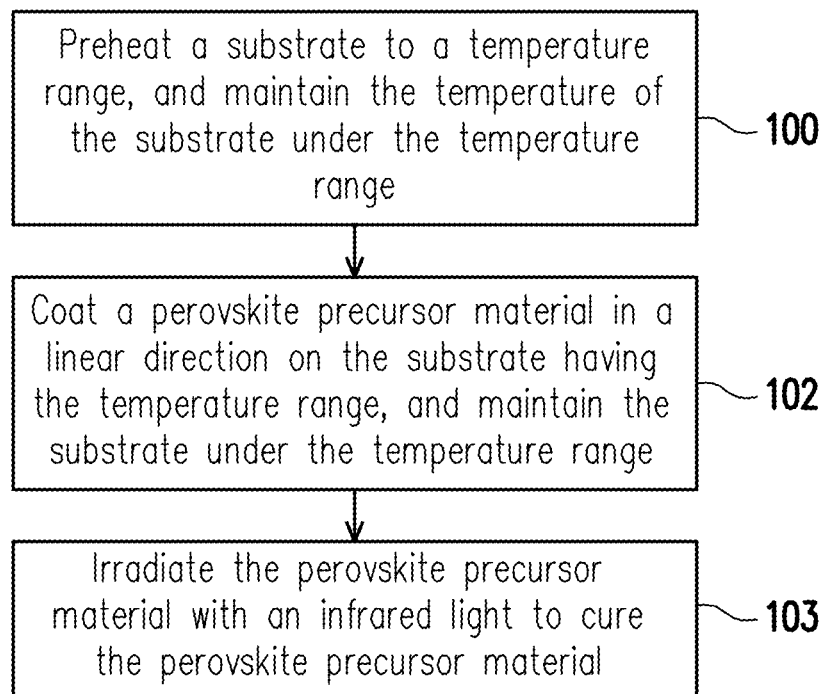 Preheat a substrate to a temperature
range, and maintain the temperature of
the substrate under the temperature
range
100
Coat a perovskite precursor material in a
linear direction on the substrate having
the temperature range, and maintain the
substrate under the temperature range
102
Irradiate the perovskite precursor
material with an infrared light to cure
the perovskite precursor material
103